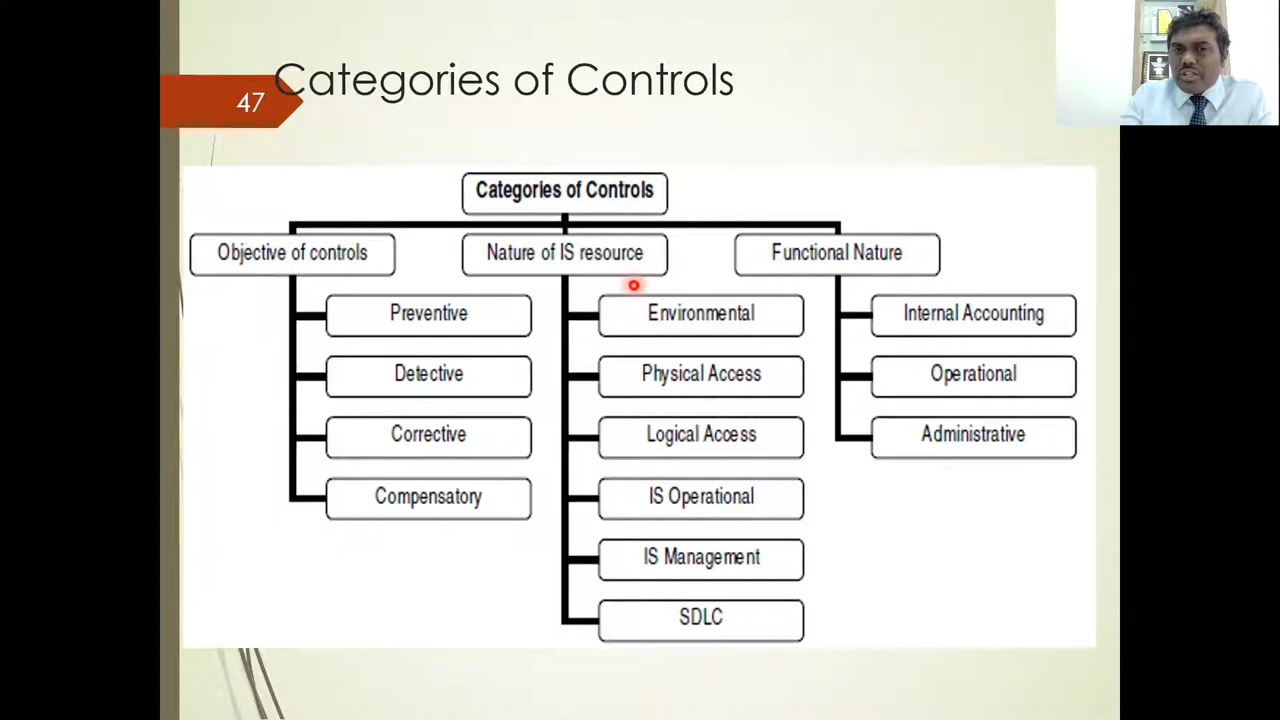 Categories of Controls
47
Categories of Controls
Objective of controls
Nature of IS resource
Functional Nature
Preventive
Detective
Corrective
Compensatory
Environmental
Physical Access
Logical Access
IS Operational
IS Management
SDLC
Internal Accounting
Operational
Administrative